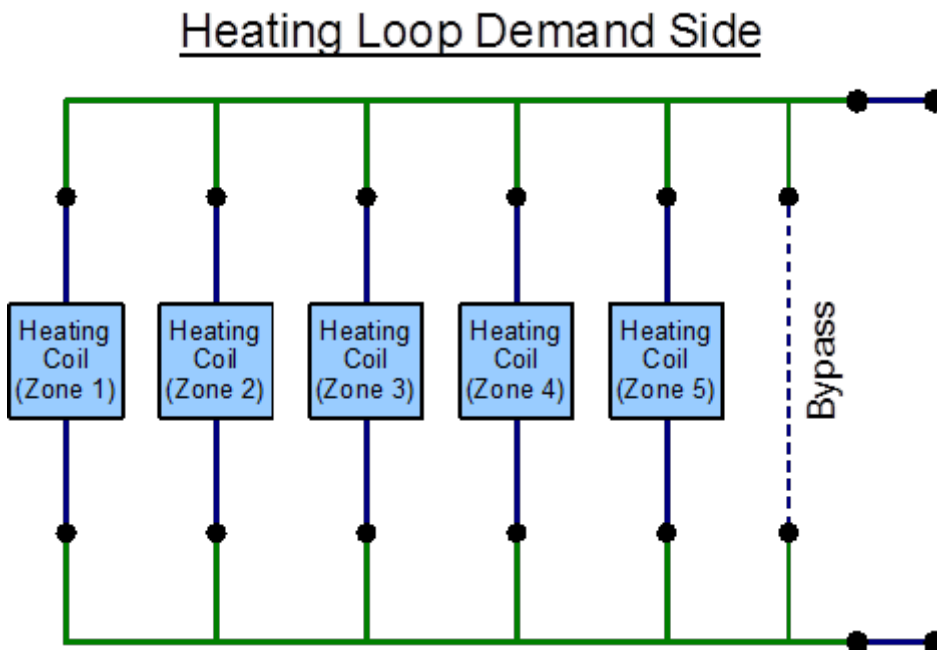 Heating Loop Demand Side
Heating
Coil
(Zone 1)
Heating
Coil
(Zone 2)
Heating
Coil
(Zone 3)
Heating
Coil
(Zone 4)
Heating
Coil
(Zone 5)
Bypass